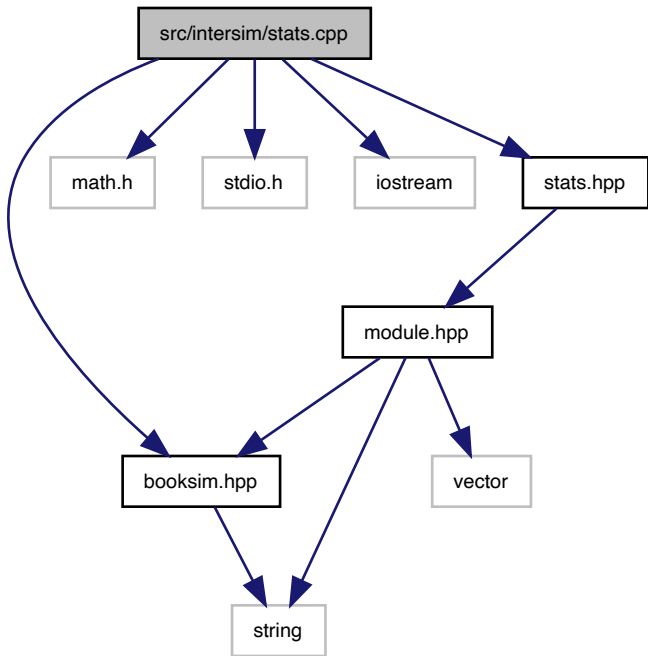 src/intersim/stats.cpp
math.h
stdio.h
iostream
stats.hpp
module.hpp
booksim.hpp
vector
string